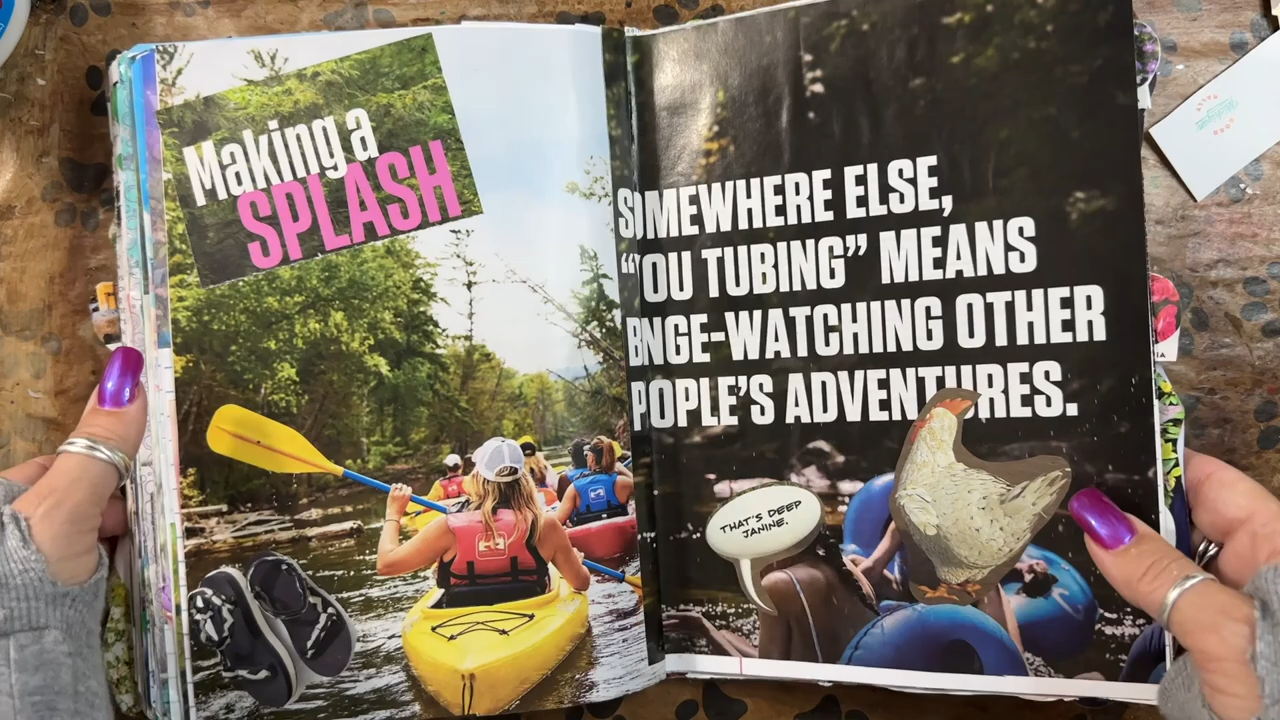 Making a
SPLASH
SOMEWHERE ELSE,
"YOU TUBING" MEANS
BNGE-WATCHING OTHER
POPLE'S ADVENTURES.
THAT'S DEEP
JANINE.